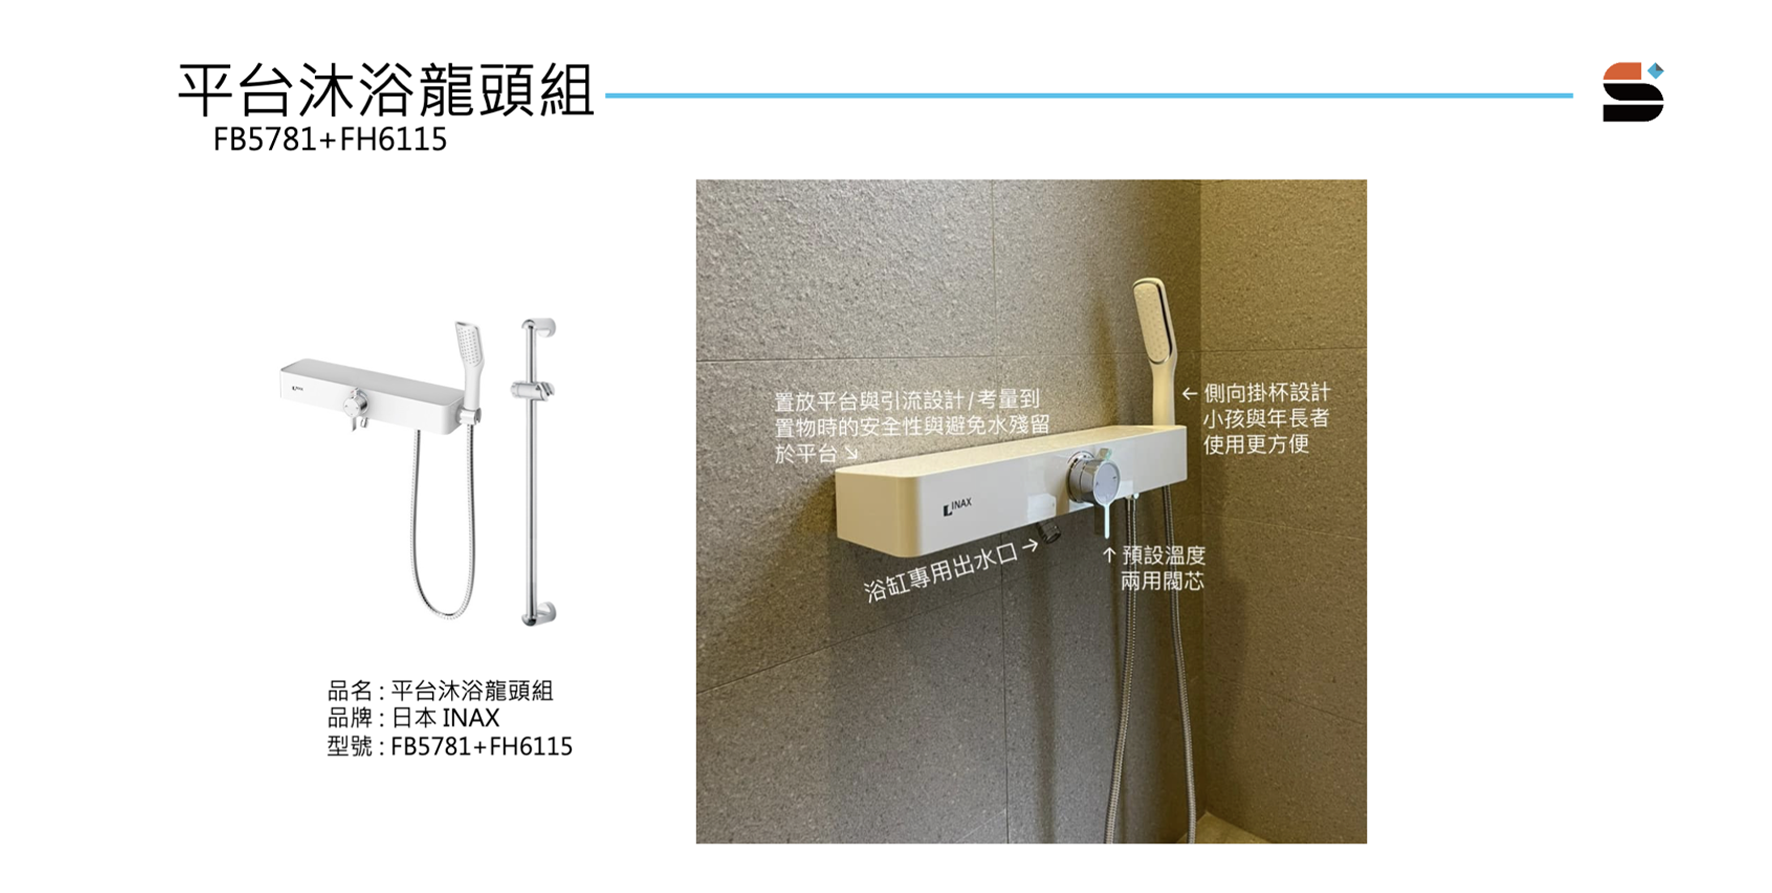 平台沐浴龍頭組
FB5781+FH6115
INAX
品名 : 平台沐浴龍頭組
品牌 : 日本 INAX
型號 : FB5781+FH6115
置放平台與引流設計/考量到
置物時的安全性與避免水殘留
於平台↘
← 側向掛杯設計
小孩與年長者
使用更方便
INAX
浴缸專用出水口→
↑ 預設溫度
兩用閥芯